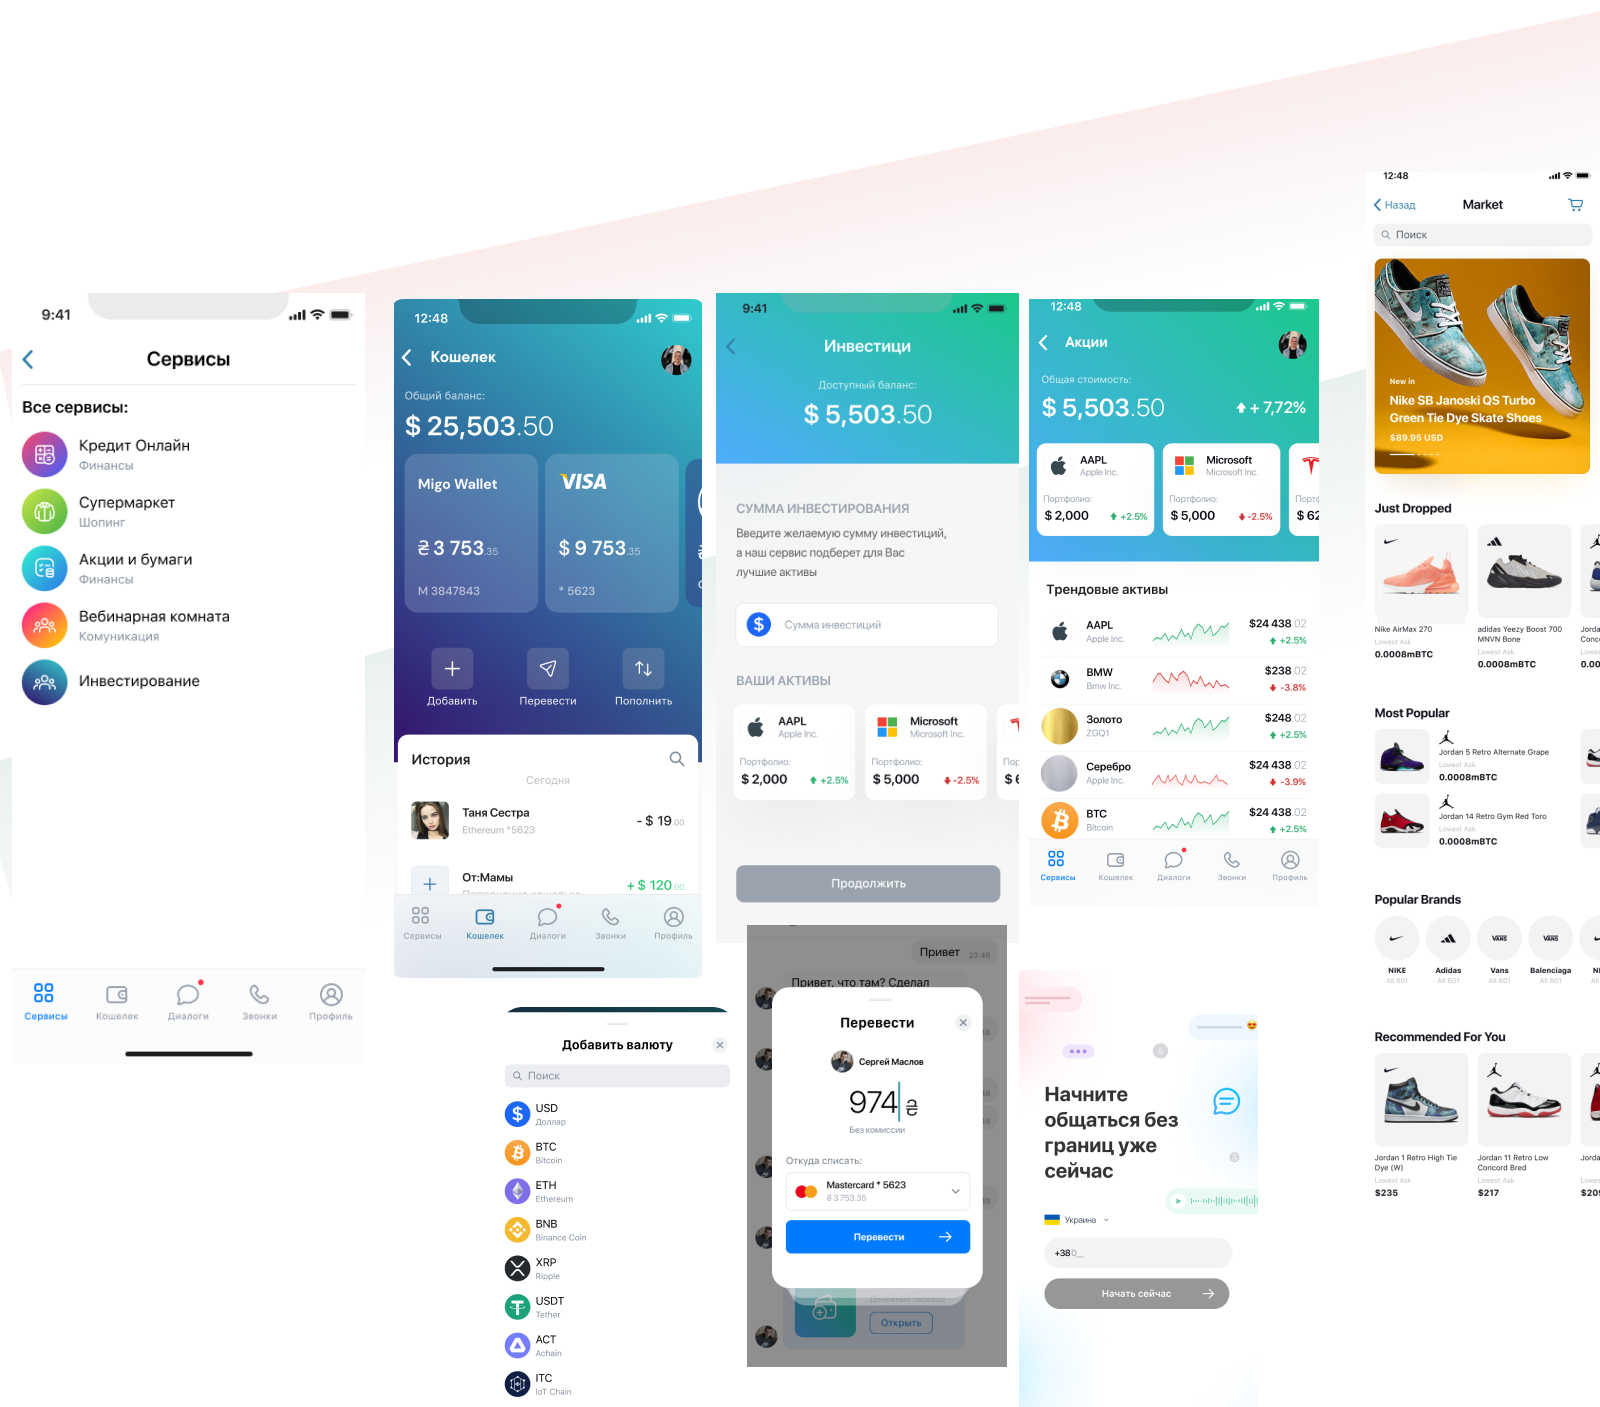 9:41
Сервисы
Все сервисы:
Кредит Онлайн
Финансы
Супермаркет
Шопинг
Акции и бумаги
Финансы
Вебинарная комната
Комуникация
Инвестирование
Сервисы
Кошелек
Диалоги
Звонки
Профиль
12:48
Кошелек
Общий баланс:
$ 25,503.50
Migo Wallet
₴ 3 753.35
M 3847843
VISA
$ 9 753.35
* 5623
Добавить
Перевести
Пополнить
История
Сегодня
Таня Сестра
Ethereum *5623
- $ 19.00
От:Мамы
+ $ 120.00
Сервисы
Кошелек
Диалоги
Звонки
Профиль
9:41
Инвестици
Доступный баланс:
$ 5,503.50
СУММА ИНВЕСТИРОВАНИЯ
Введите желаемую сумму инвестиций,
а наш сервис подберет для Вас
лучшие активы
Сумма инвестиций
ВАШИ АКТИВЫ
AAPL
Apple Inc.
Портфолио:
$ 2,000
+2.5%
Microsoft
Microsoft Inc.
Портфолио:
$ 5,000
-2.5%
Продолжить
12:48
Акции
Общая стоимость:
$ 5,503.50
+ 7,72%
AAPL
Apple Inc.
Портфолио:
$ 2,000
+2.5%
Microsoft
Microsoft Inc.
Портфолио:
$ 5,000
-2.5%
$ 62
Трендовые активы
AAPL
Apple Inc.
$24 438.02
+2.5%
BMW
Bmw Inc.
$238.02
-3.8%
Золото
ZGQ1
$248.02
+2.5%
Серебро
Apple Inc.
$24 438.02
-3.9%
BTC
Bitcoin
$24 438.02
+2.5%
Сервисы
Кошелек
Диалоги
Звонки
Профиль
12:48
Назад
Market
Поиск
New in
Nike SB Janoski QS Turbo
Green Tie Dye Skate Shoes
$89.95 USD
Just Dropped
Nike AirMax 270
Lowest Ask
0.0008mBTC
adidas Yeezy Boost 700
MNVN Bone
Lowest Ask
0.0008mBTC
Most Popular
Jordan 5 Retro Alternate Grape
Lowest Ask
0.0008mBTC
Jordan 14 Retro Gym Red Toro
Lowest Ask
0.0008mBTC
Popular Brands
NIKE
All 601
Adidas
All 601
VANS
Vans
All 601
VANS
Balenciaga
All 601
Recommended For You
Jordan 1 Retro High Tie
Dye (W)
Lowest Ask
$235
Jordan 11 Retro Low
Concord Bred
Lowest Ask
$217
Добавить валюту
Поиск
USD
Доллар
BTC
Bitcoin
ETH
Ethereum
BNB
Binance Coin
XRP
Ripple
USDT
Tether
ACT
Achain
ITC
IoT Chain
Привет
23:46
Привет, что там? Сделал
Перевести
Сергей Маслов
974 ₴
Без комиссии
Откуда списать:
Mastercard * 5623
₴ 3 753.35
Перевести
Денежный перевод
Открыть
Начните
общаться без
границ уже
сейчас
Украина
+380_
Начать сейчас